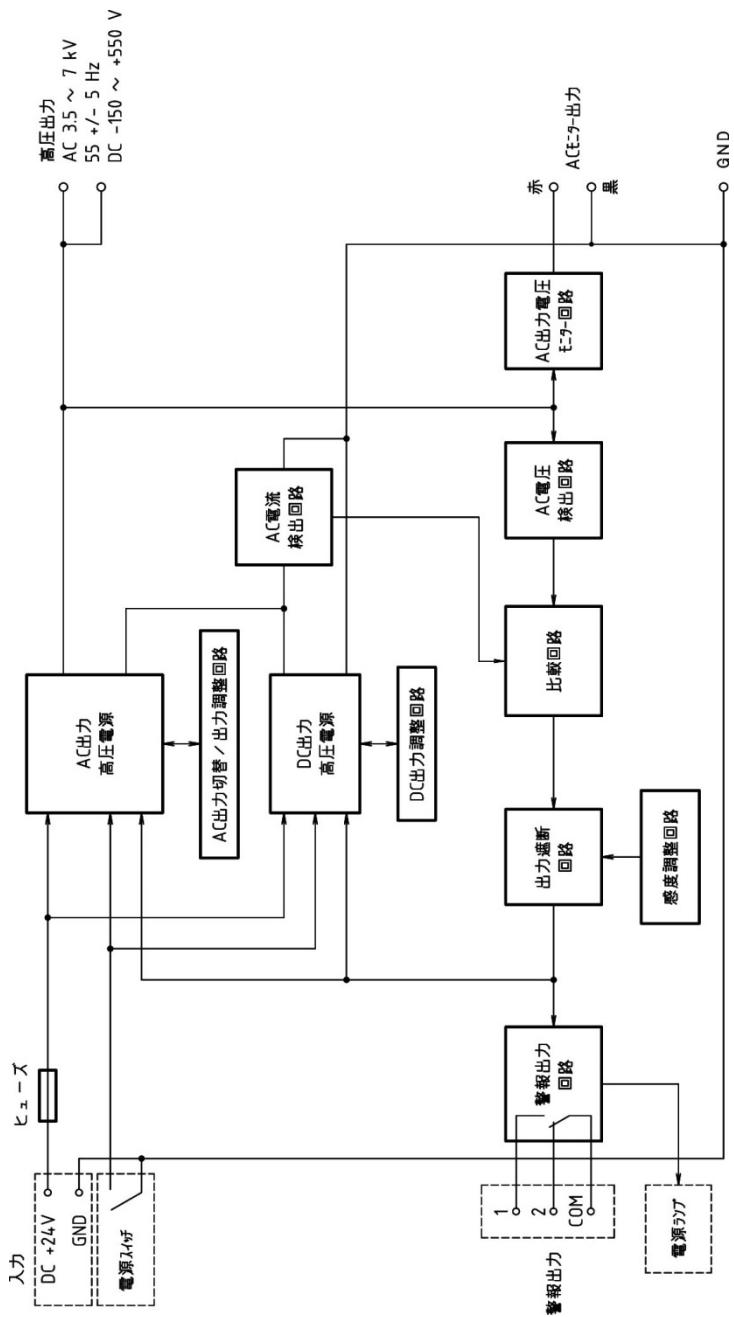 入力
DC +24V
GND
電源スイッチ
ヒューズ
AC出力
高圧電源
AC出力切替 / 出力調整回路
DC出力
高圧電源
DC出力調整回路
AC電流
検出回路
高圧出力
AC 3.5 ~ 7 kV
55 +/- 5 Hz
DC -150 ~ +550 V
警報出力
1
2
COM
警報出力
回路
電源ランプ
出力遮断
回路
感度調整回路
比較回路
AC電圧
検出回路
AC出力電圧
モニター回路
赤
ACモニター出力
黒
GND